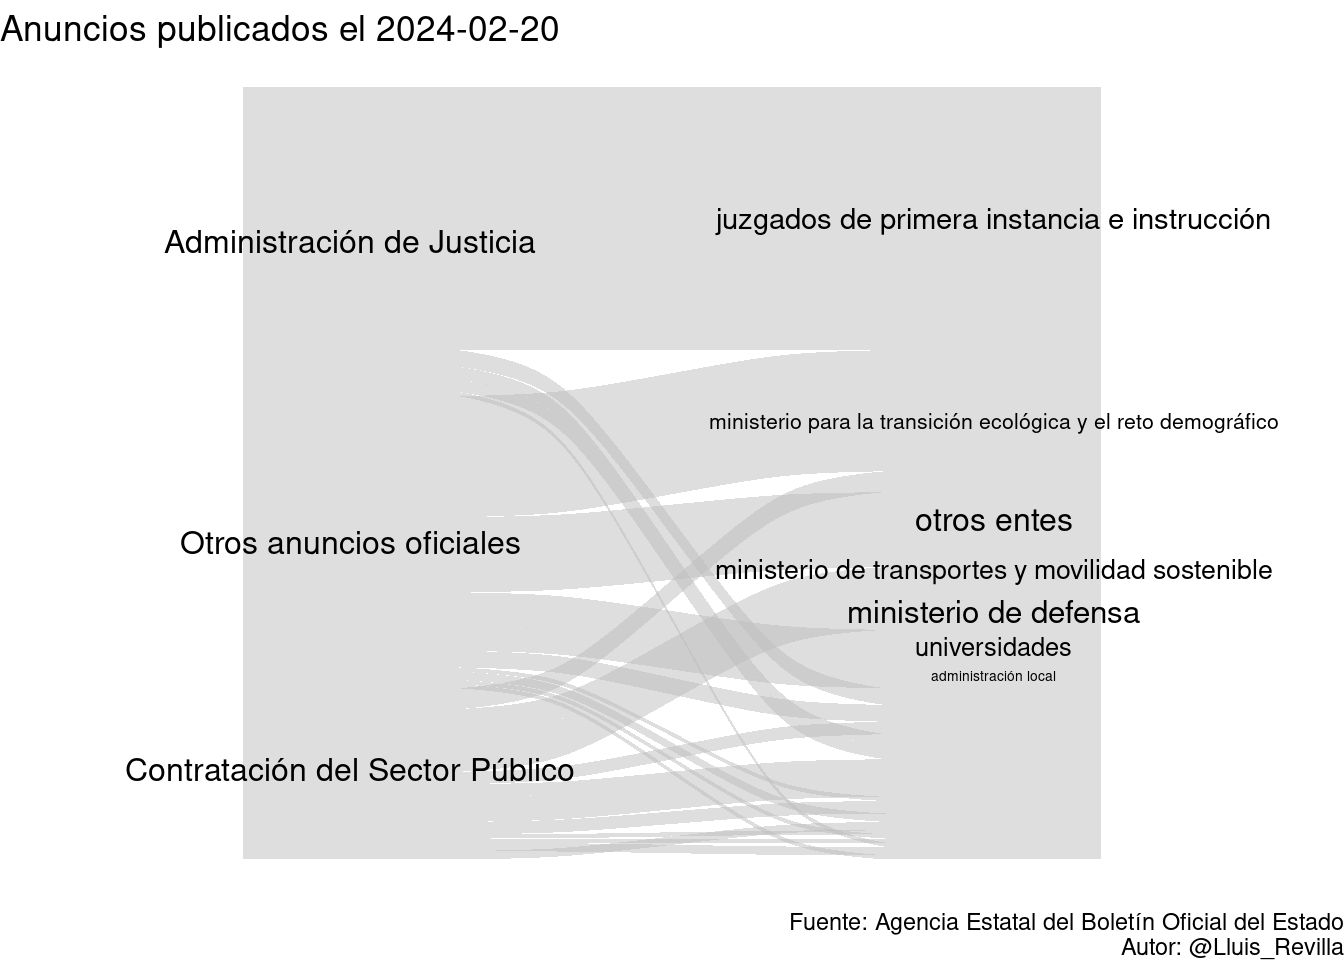 Anuncios publicados el 2024-02-20
Administración de Justicia
juzgados de primera instancia e instrucción
ministerio para la transición ecológica y el reto demográfico
otros entes
Otros anuncios oficiales
ministerio de transportes y movilidad sostenible
ministerio de defensa
universidades
administración local
Contratación del Sector Público
Fuente: Agencia Estatal del Boletín Oficial del Estado
Autor: @Lluis_Revilla